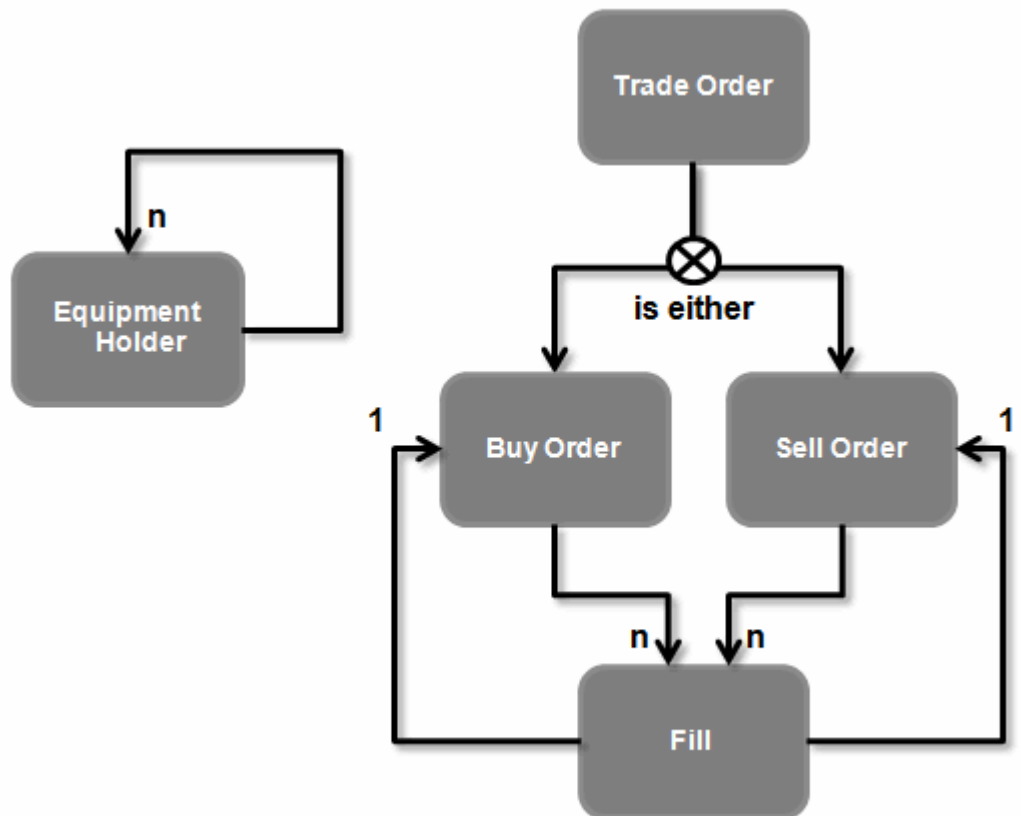 Trade Order
n
Equipment
Holder
is either
1
1
Buy Order
Sell Order
n
n
Fill